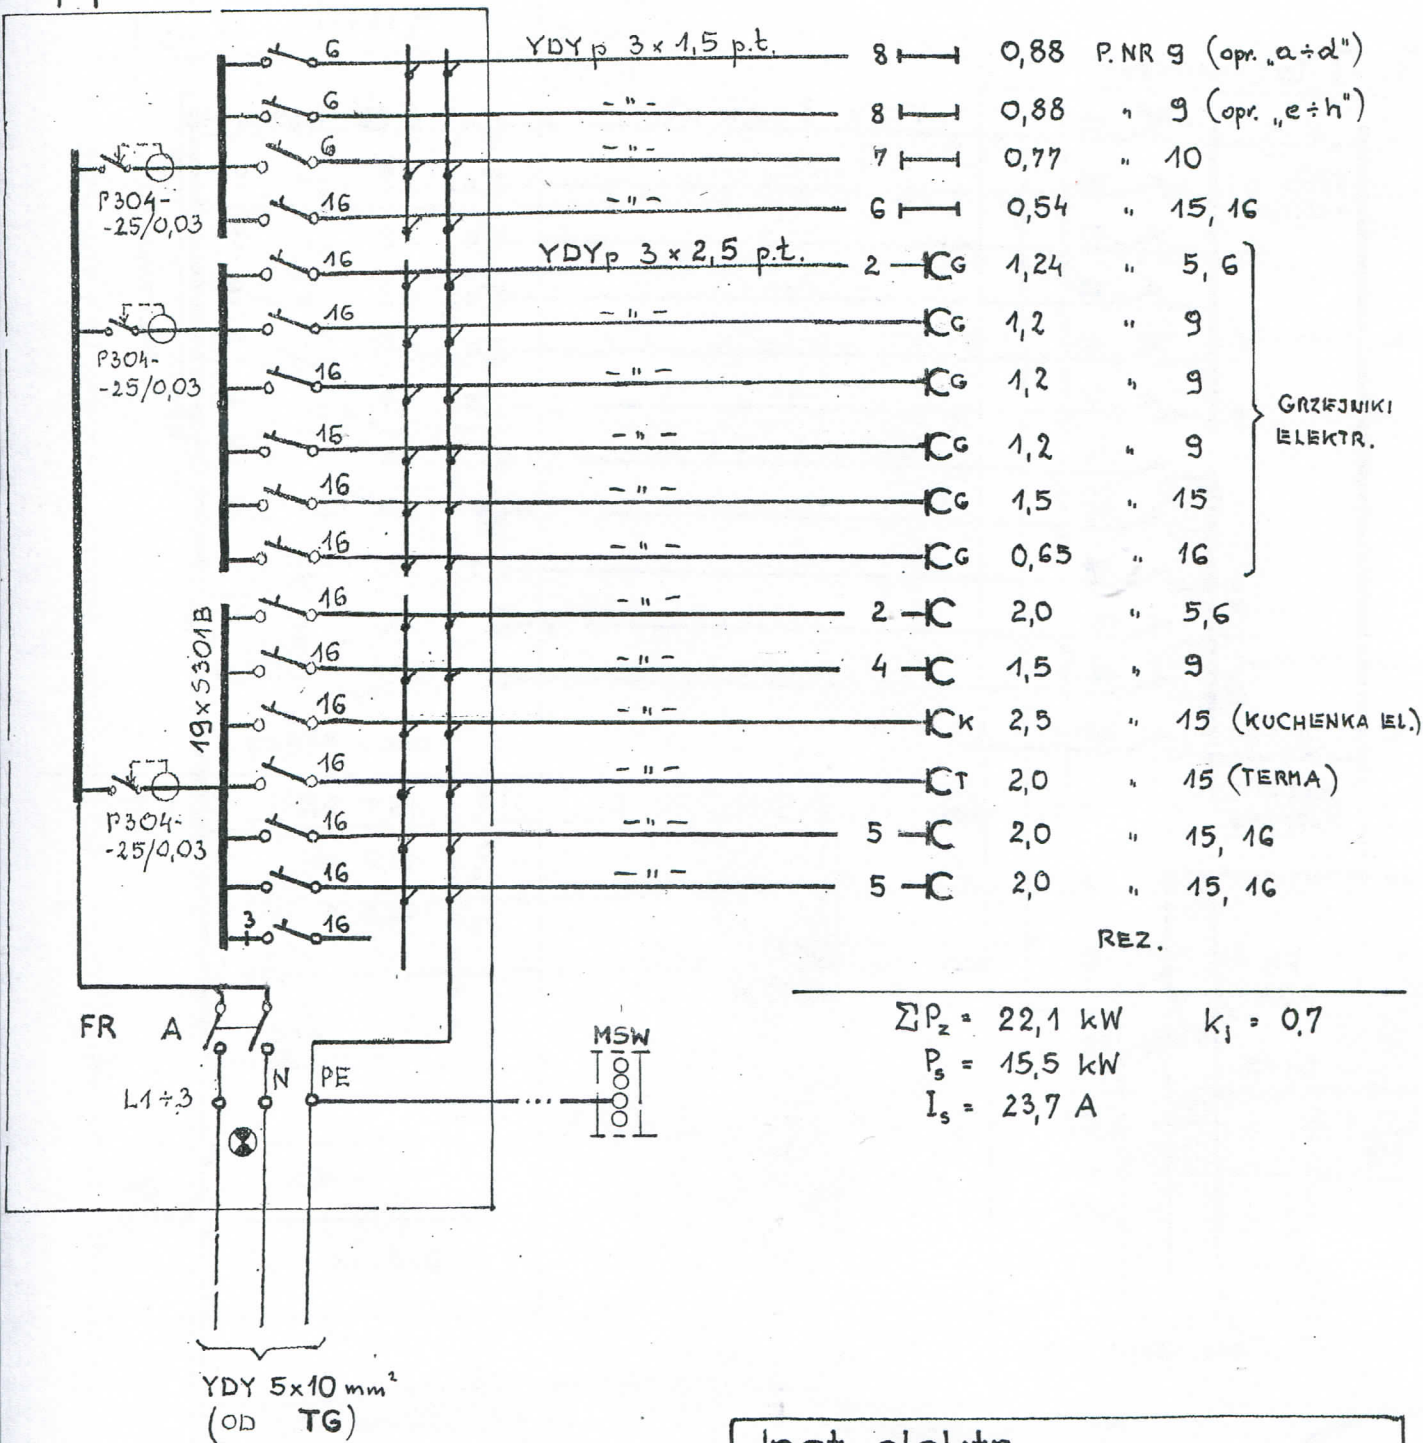 6 YDYp 3 x 1,5 p.t. 8 0,88 P. NR 9 (opr. „a÷d")
6 - " - 8 0,88 " 9 (opr. „e÷h")
6 - " - 7 0,77 " 10
P304-
-25/0,03
16 - " - 6 0,54 " 15, 16
16 YDYp 3 x 2,5 p.t. 2 G 1,24 " 5, 6
16 - " - G 1,2 " 9
P304-
-25/0,03
16 - " - G 1,2 " 9
GRZEJNIKI
ELEKTR.
15 - " - G 1,2 " 9
16 - " - G 1,5 " 15
16 - " - G 0,65 " 16
19 x S301B
16 - " - 2 2,0 " 5,6
16 - " - 4 1,5 " 9
16 - " - K 2,5 " 15 (KUCHENKA EL.)
16 - " - T 2,0 " 15 (TERMA)
P304-
-25/0,03
16 - " - 5 2,0 " 15, 16
16 - " - 5 2,0 " 15, 16
3 16 REZ.
ΣPz = 22,1 kW kj = 0,7
Ps = 15,5 kW
Is = 23,7 A
FR A
MSW
L1÷3 N PE
YDY 5x10 mm²
(OD TG)